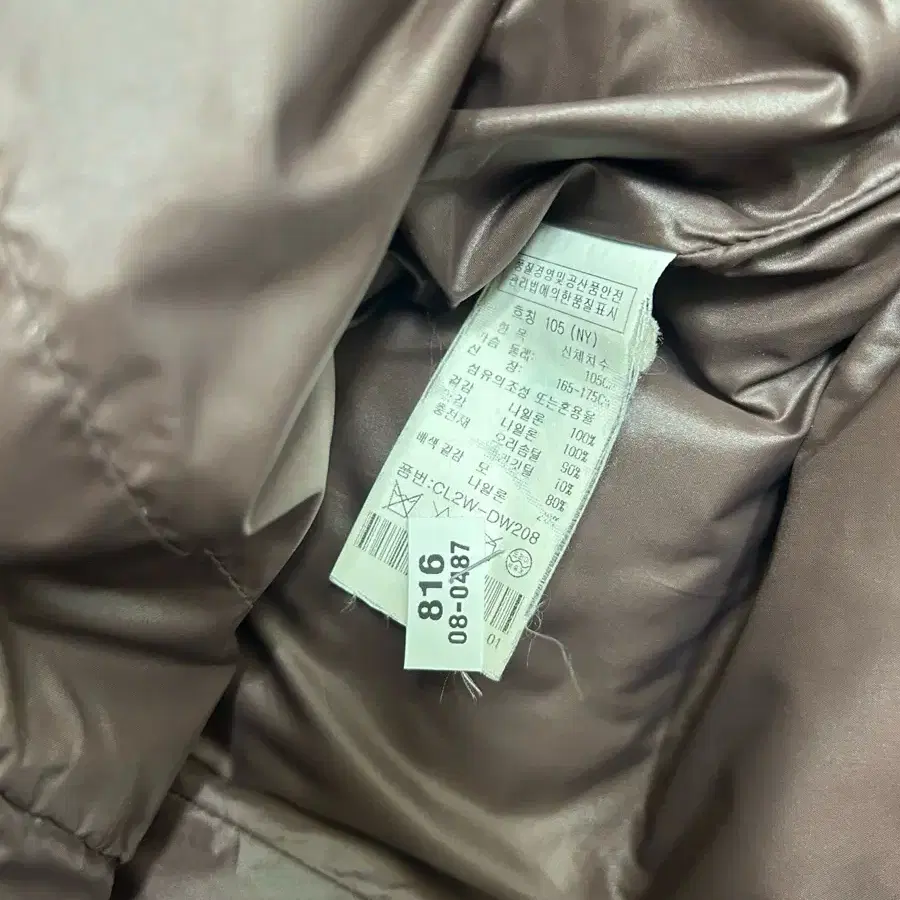 품질경영및공산품안전
관리법에의한품질표시
호칭 105 (NY)
항 목 신체치수
가슴 둘레: 105C
신 장: 165-175C
섬유의조성 또는혼용율
겉감 나일론 100%
안감 나일론 100%
충전재 오리솜털 90%
깃털 10%
배색 겉감 모 80%
나일론
품번:CL2W-DW208
816
08-0487
01